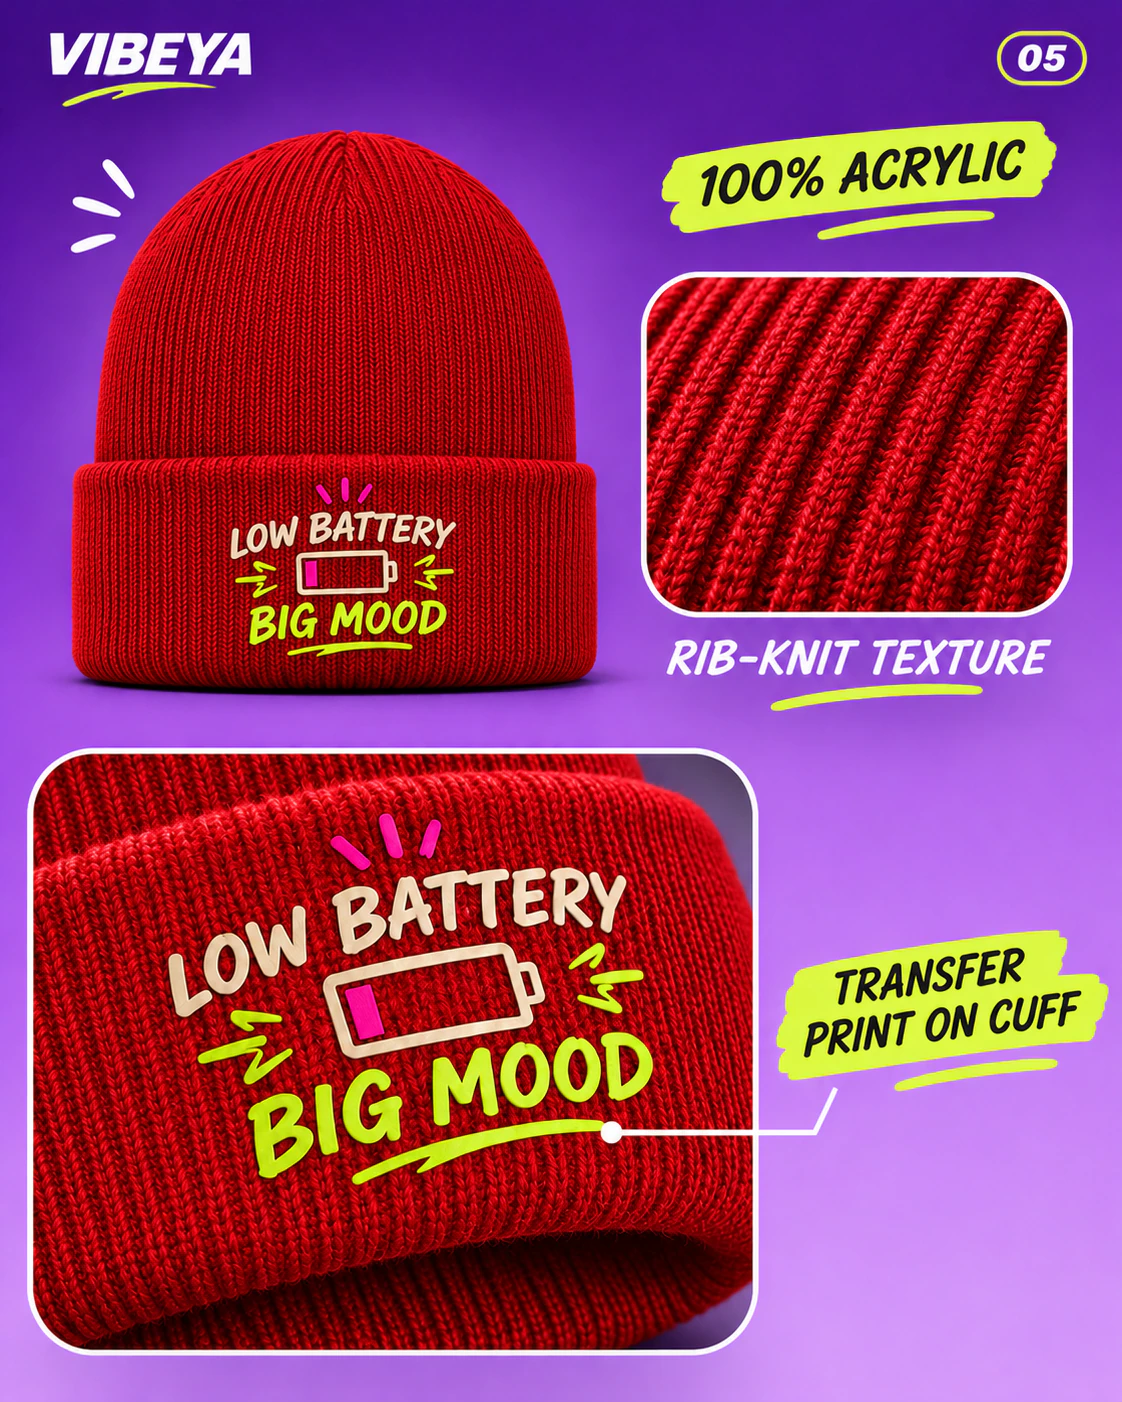 VIBEYA
05
100% ACRYLIC
LOW BATTERY
BIG MOOD
RIB-KNIT TEXTURE
LOW BATTERY
BIG MOOD
TRANSFER
PRINT ON CUFF